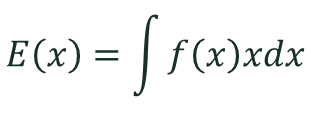 E(x) = ∫ f(x)xdx